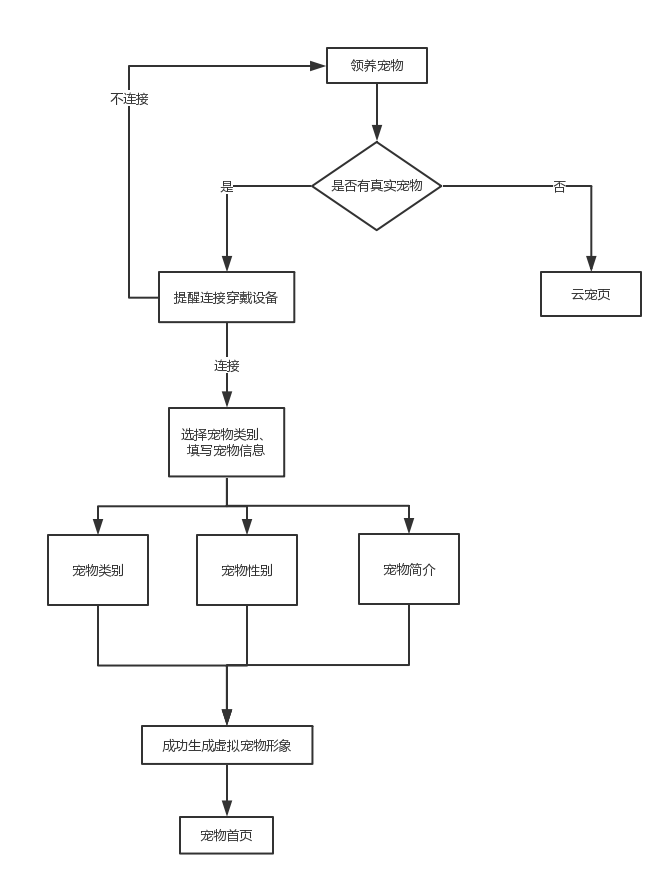 领养宠物
不连接
是否有真实宠物
是
否
提醒连接穿戴设备
云宠页
连接
选择宠物类别、
填写宠物信息
宠物类别
宠物性别
宠物简介
成功生成虚拟宠物形象
宠物首页